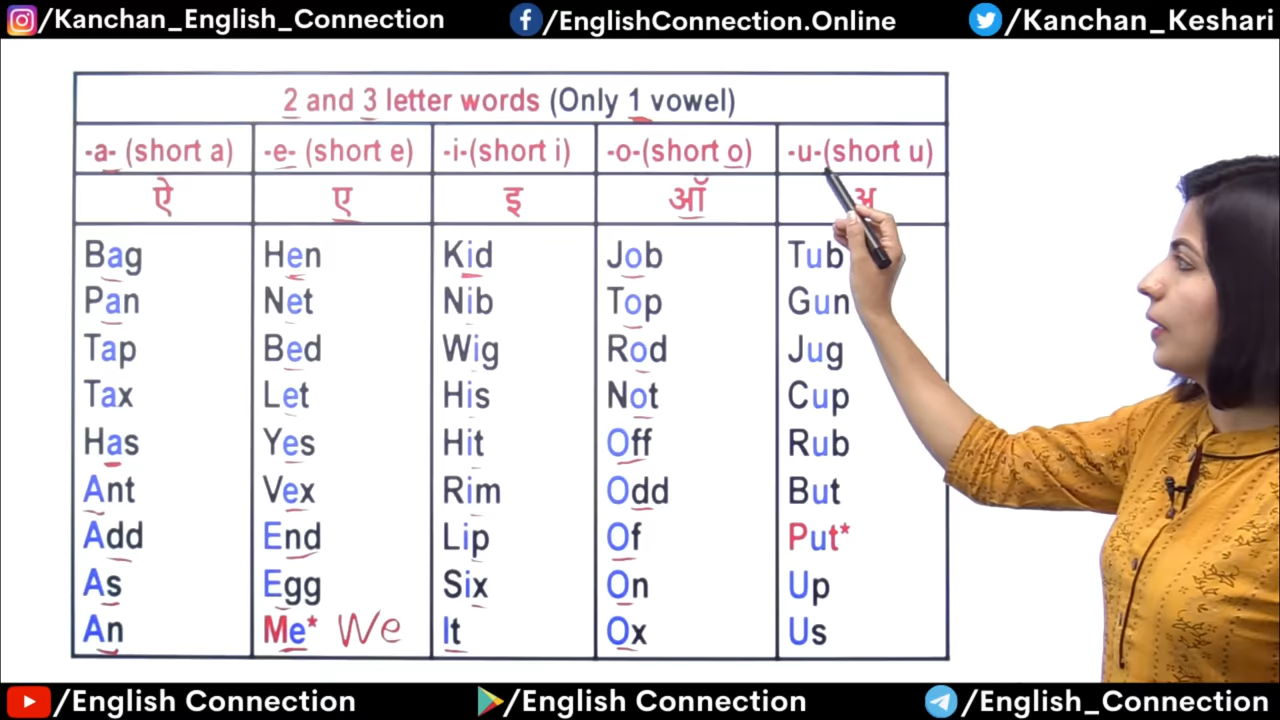 /Kanchan_English_Connection /EnglishConnection.Online /Kanchan_Keshari
2 and 3 letter words (Only 1 vowel)
-a- (short a) -e- (short e) -i-(short i) -o-(short o) -u-(short u)
ऐ ए इ ऑ अ
Bag Hen Kid Job Tub
Pan Net Nib Top Gun
Tap Bed Wig Rod Jug
Tax Let His Not Cup
Has Yes Hit Off Rub
Ant Vex Rim Odd But
Add End Lip Of Put*
As Egg Six On Up
An Me* We It Ox Us
/English Connection /English Connection /English_Connection